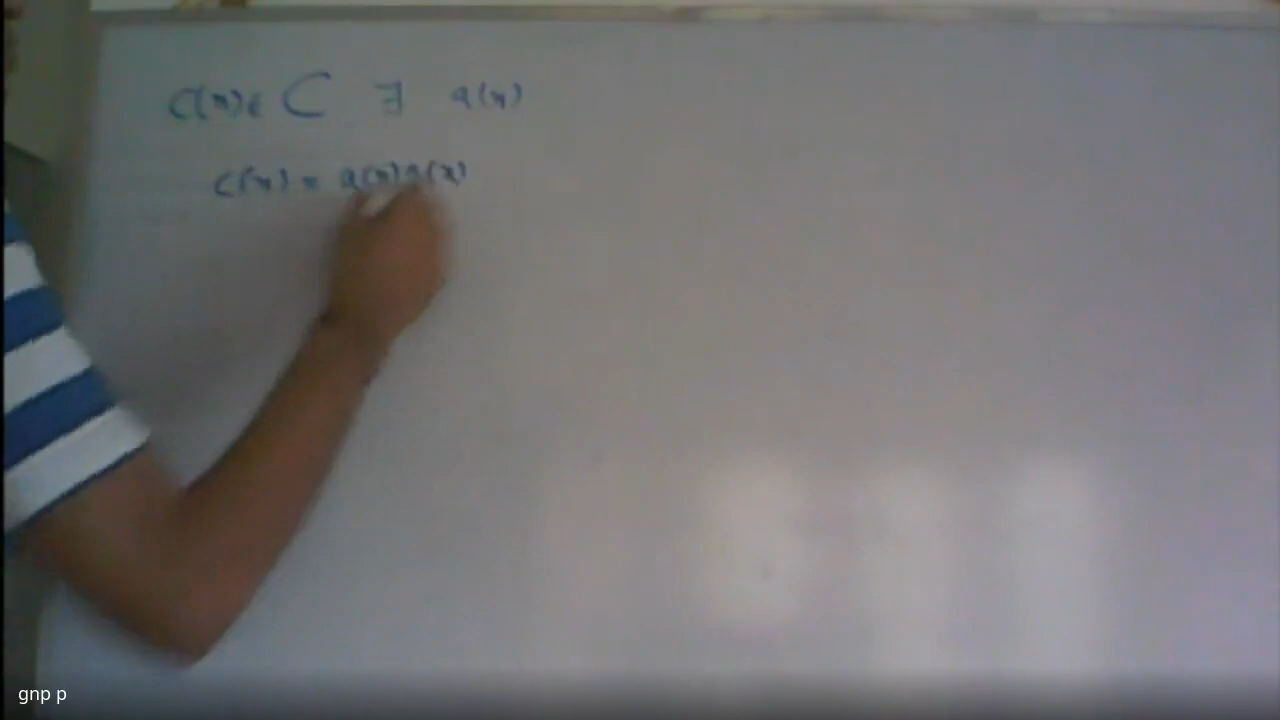 C(x) ∈ C ∃ a(x)
C(x) = a(x)g(x)
gnp p